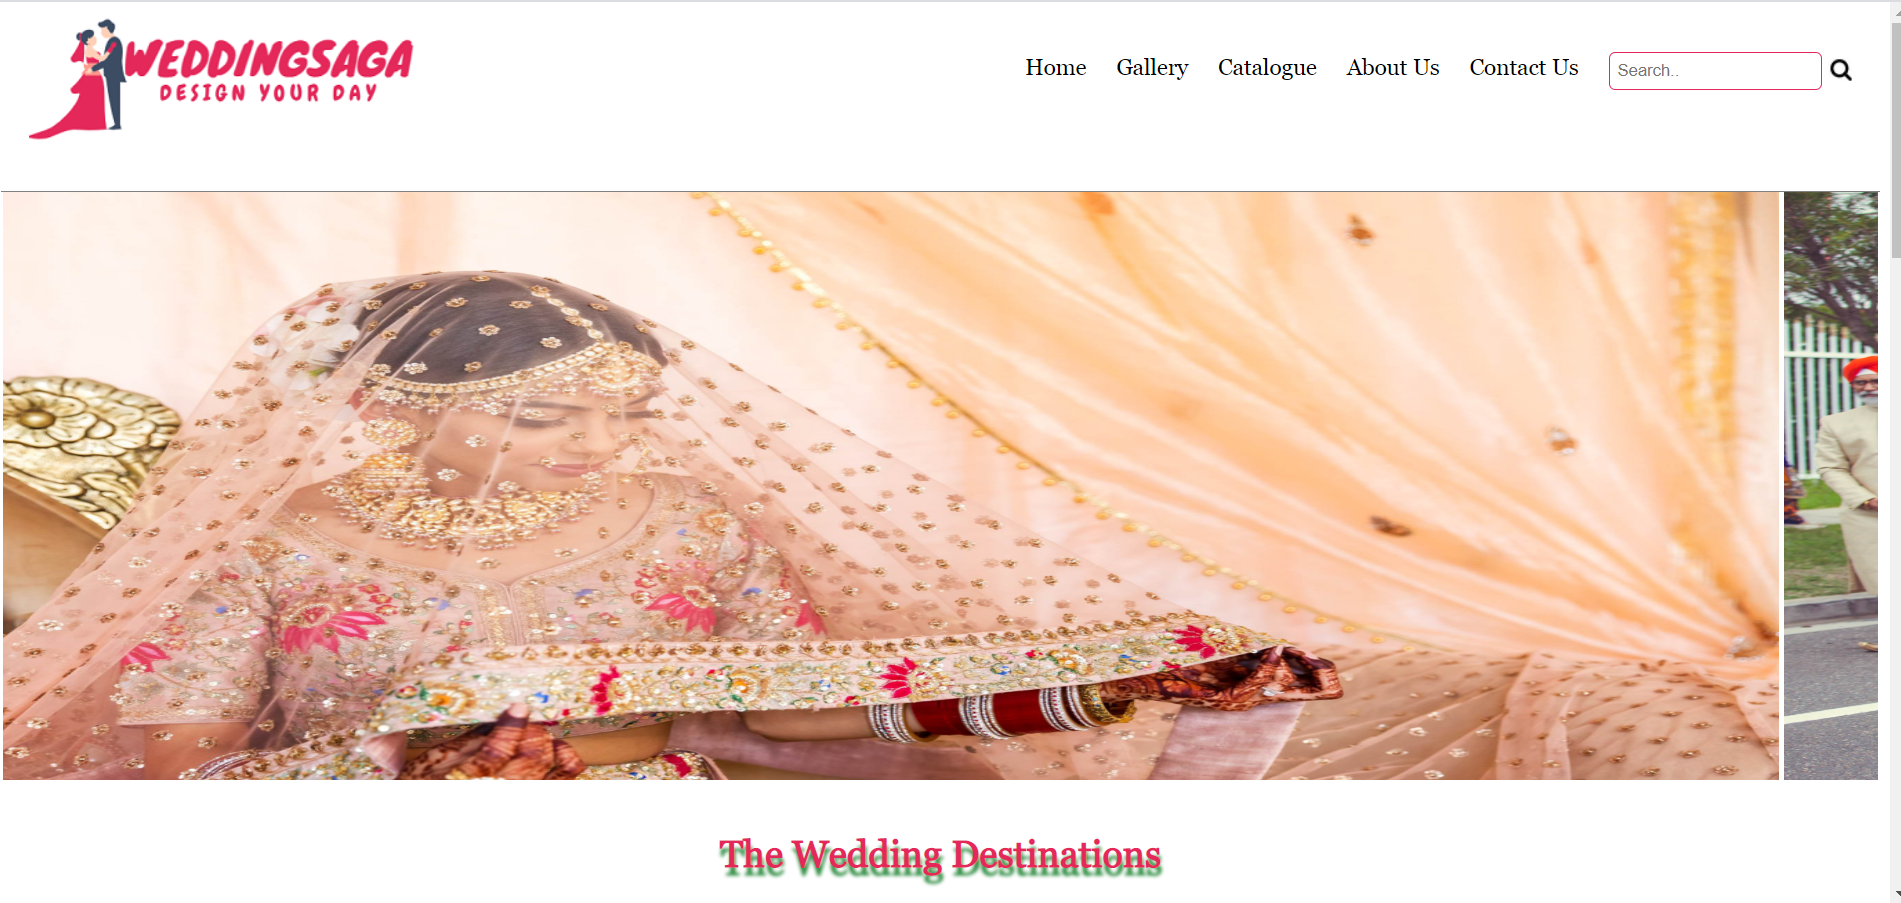 WEDDINGSAGA
DESIGN YOUR DAY
Home Gallery Catalogue About Us Contact Us Search..
The Wedding Destinations